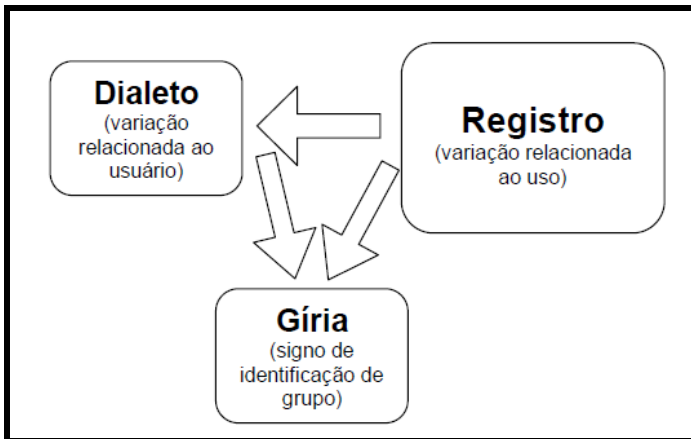 Dialeto
(variação
relacionada ao
usuário)
Registro
(variação relacionada
ao uso)
Gíria
(signo de
identificação de
grupo)